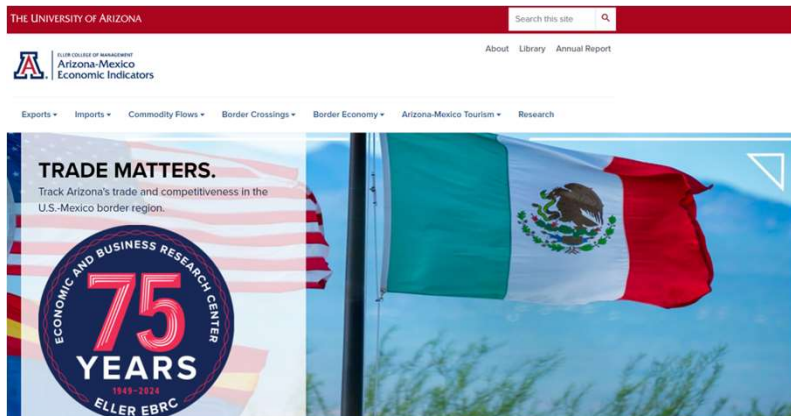 THE UNIVERSITY OF ARIZONA
Search this site
About Library Annual Report
A
ELLER COLLEGE OF MANAGEMENT
Arizona-Mexico
Economic Indicators
Exports Imports Commodity Flows Border Crossings Border Economy Arizona-Mexico Tourism Research
TRADE MATTERS.
Track Arizona's trade and competitiveness in the
U.S.-Mexico border region.
ECONOMIC AND BUSINESS RESEARCH CENTER
75
YEARS
1949-2024
ELLER EBRC